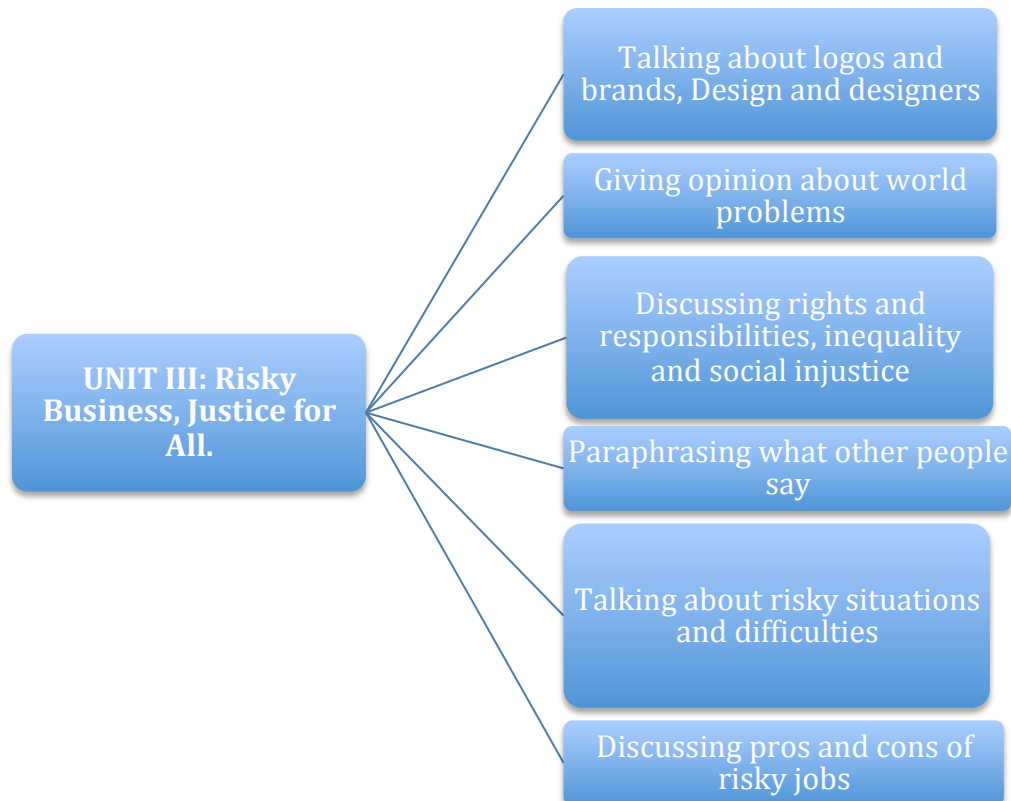 Talking about logos and
brands, Design and designers
Giving opinion about world
problems
Discussing rights and
responsibilities, inequality
and social injustice
UNIT III: Risky
Business, Justice for
All.
Paraphrasing what other people
say
Talking about risky situations
and difficulties
Discussing pros and cons of
risky jobs